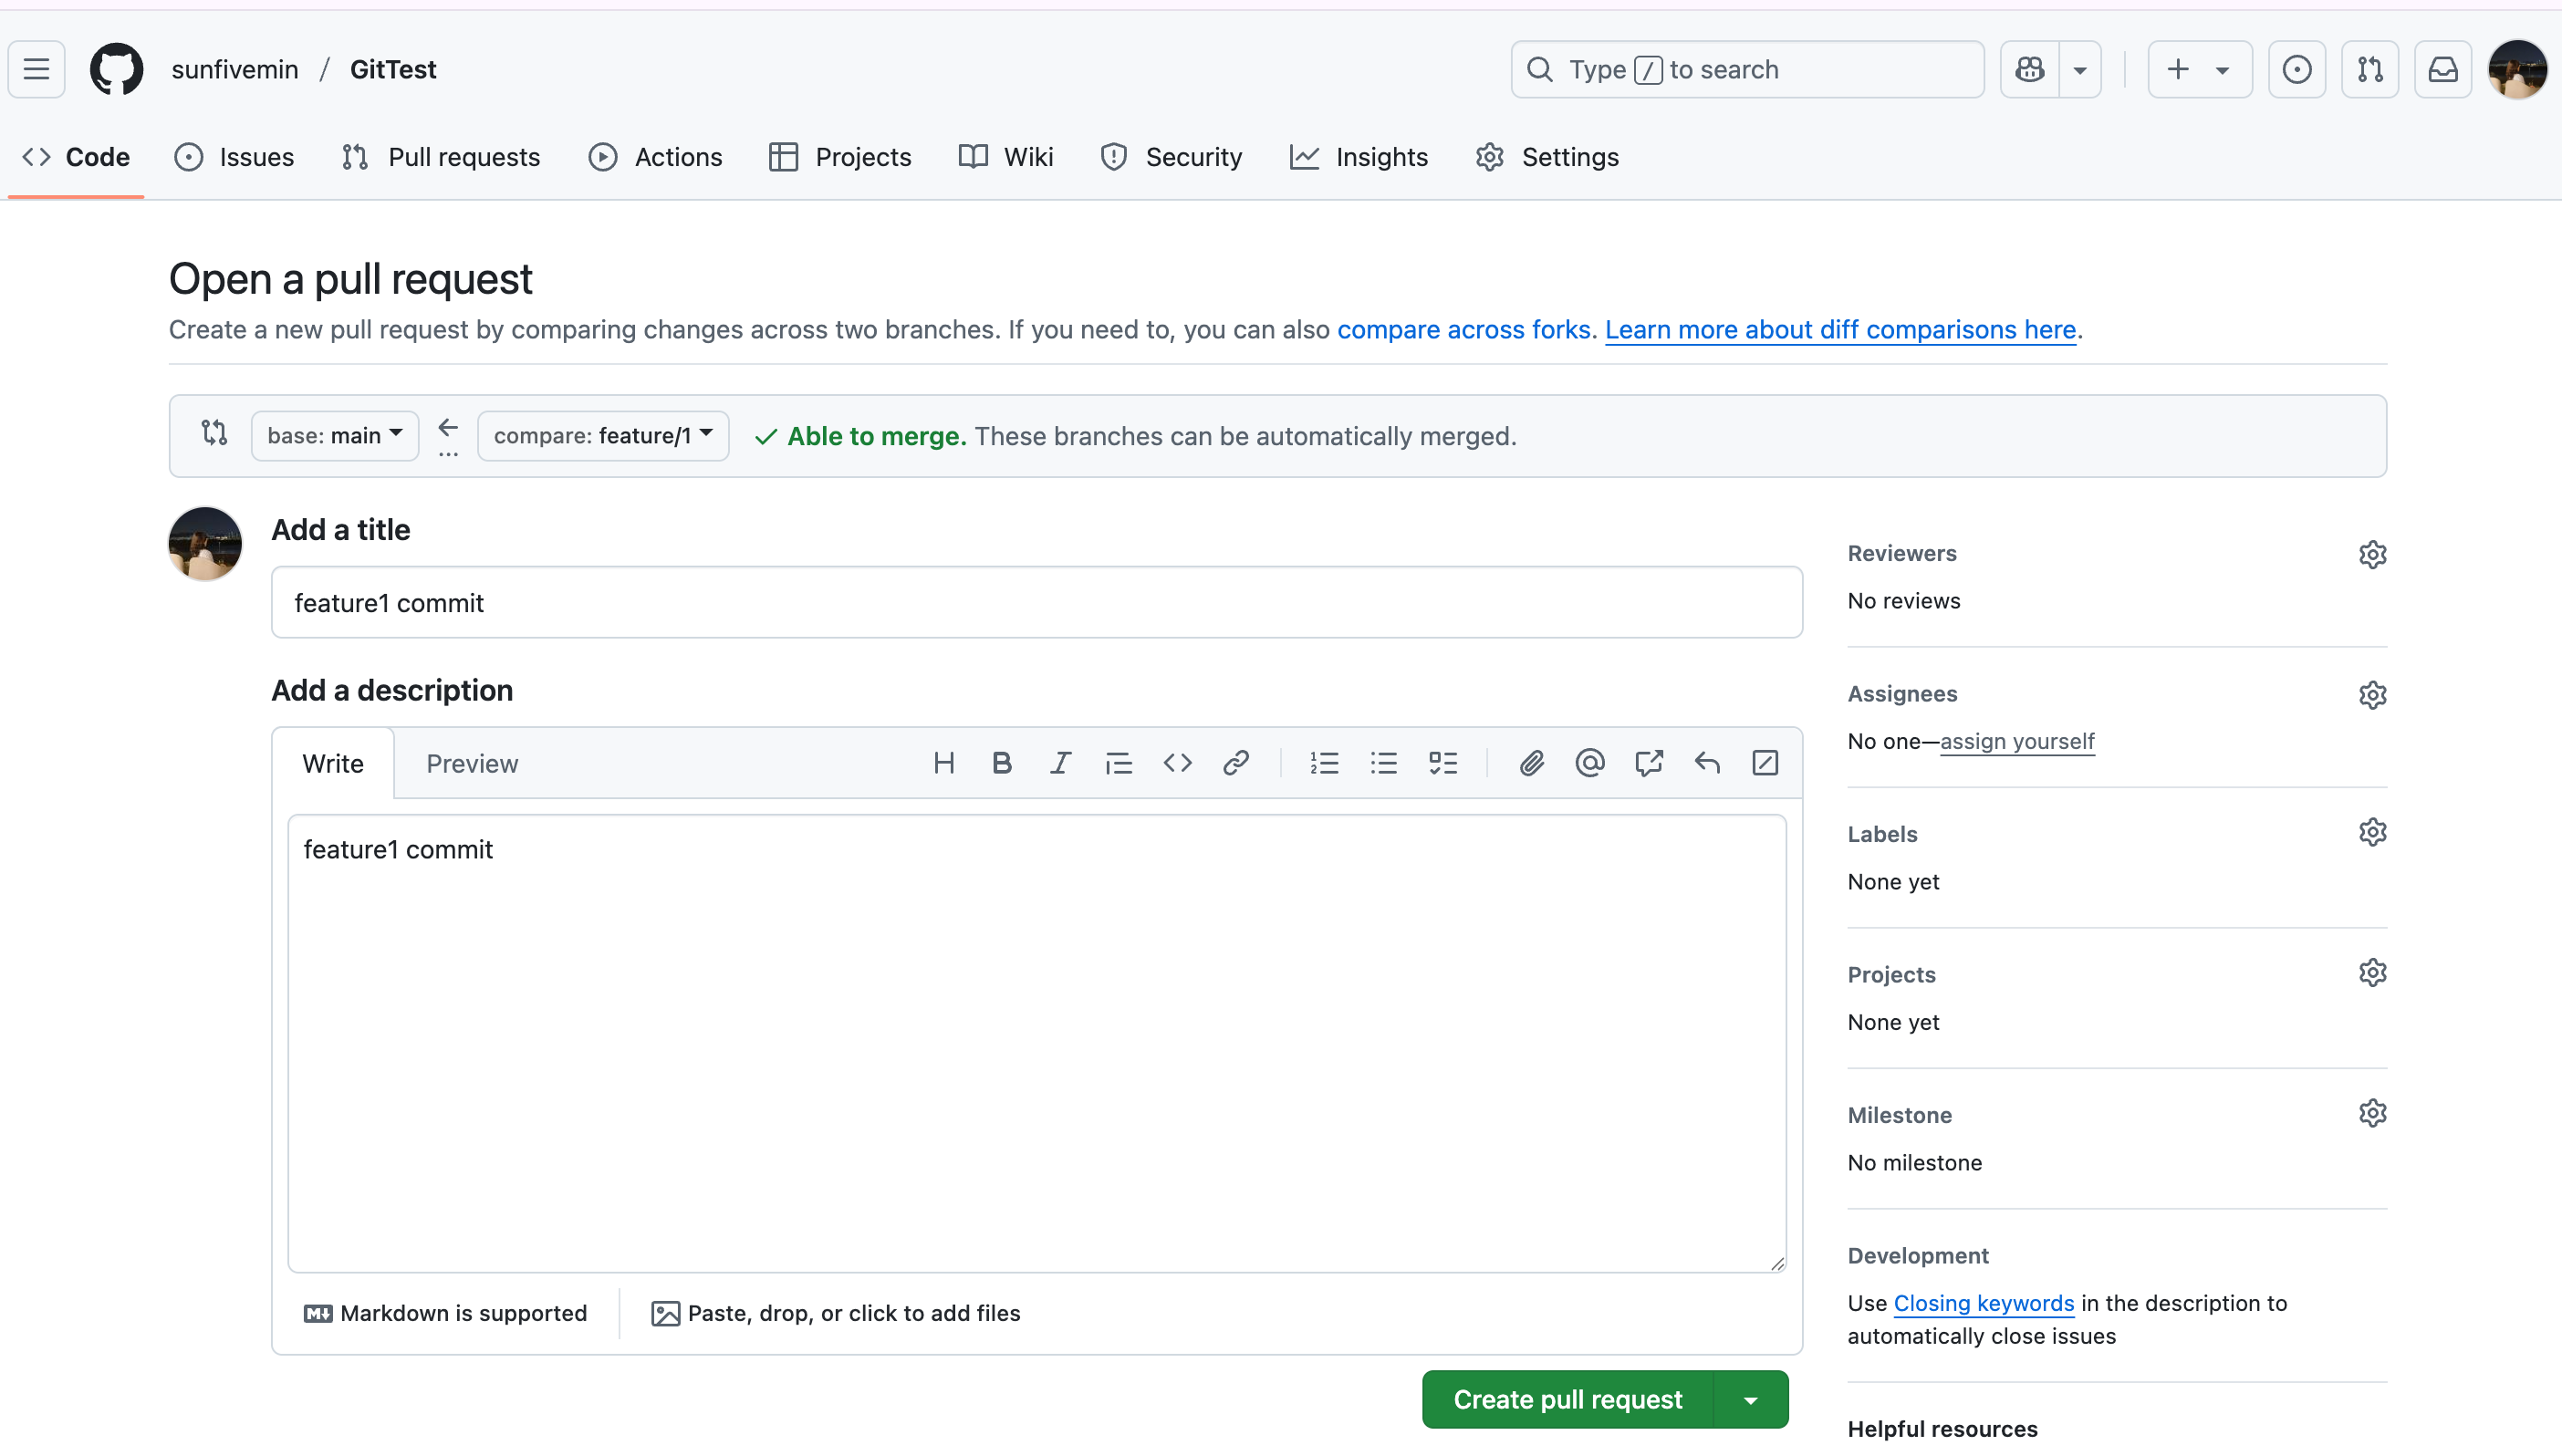 sunfivemin / GitTest
Type / to search
Code Issues Pull requests Actions Projects Wiki Security Insights Settings
Open a pull request
Create a new pull request by comparing changes across two branches. If you need to, you can also compare across forks. Learn more about diff comparisons here.
base: main ← ... compare: feature/1 Able to merge. These branches can be automatically merged.
Add a title
feature1 commit
Add a description
Write Preview
feature1 commit
Markdown is supported Paste, drop, or click to add files
Create pull request
Reviewers
No reviews
Assignees
No one—assign yourself
Labels
None yet
Projects
None yet
Milestone
No milestone
Development
Use Closing keywords in the description to
automatically close issues
Helpful resources